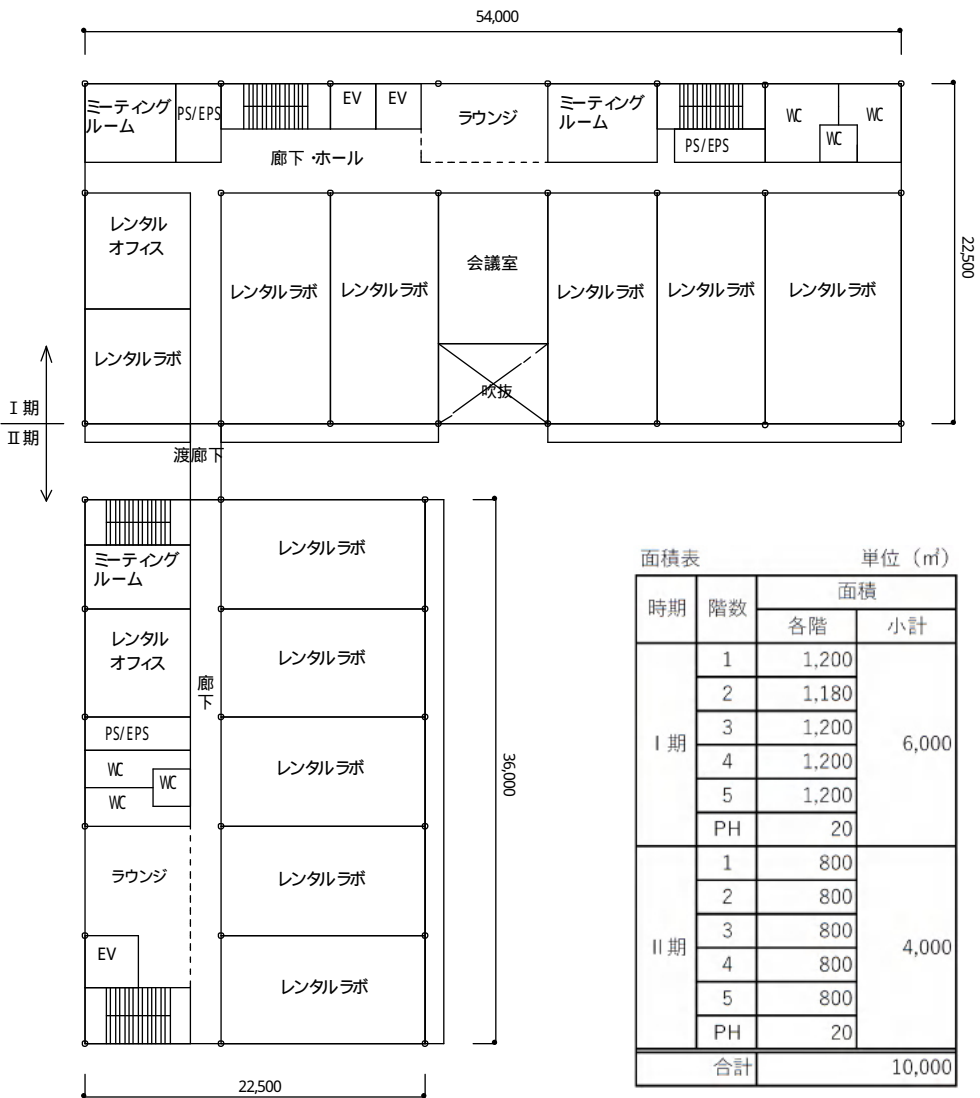 54,000
ミーティング
ルーム
PS/EPS
EV
EV
ラウンジ
ミーティング
ルーム
PS/EPS
WC
WC
WC
廊下・ホール
22,500
レンタル
オフィス
レンタルラボ
レンタルラボ
会議室
レンタルラボ
レンタルラボ
レンタルラボ
レンタルラボ
吹抜
Ⅰ期
Ⅱ期
渡廊下
ミーティング
ルーム
レンタルラボ
レンタル
オフィス
レンタルラボ
廊
下
PS/EPS
WC
WC
WC
レンタルラボ
36,000
ラウンジ
レンタルラボ
EV
レンタルラボ
22,500
面積表 単位（㎡）
時期 階数 面積
各階 小計
Ⅰ期 6,000
1 1,200
2 1,180
3 1,200
4 1,200
5 1,200
PH 20
Ⅱ期 4,000
1 800
2 800
3 800
4 800
5 800
PH 20
合計 10,000